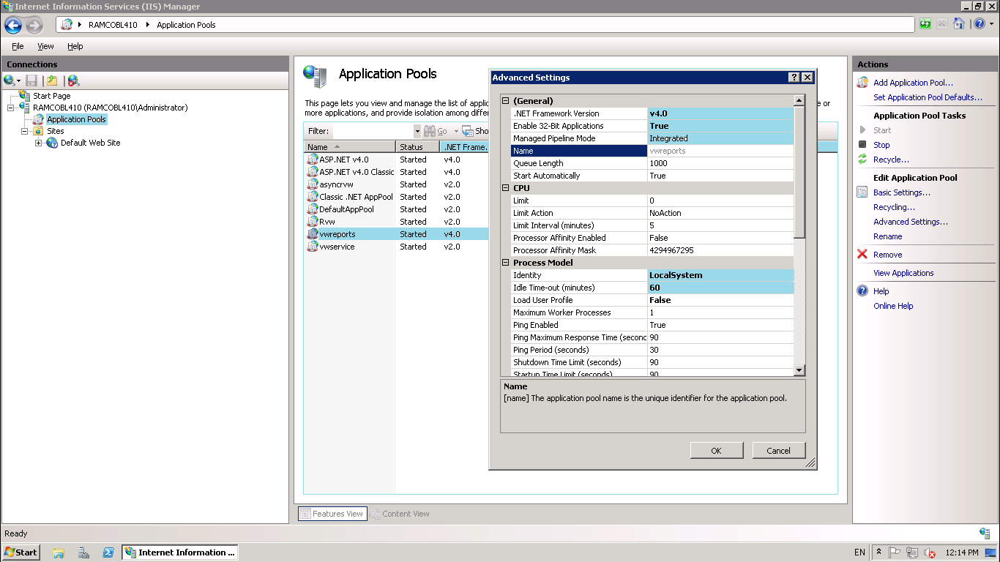 Internet Information Services (IIS) Manager
RAMCOBL410 Application Pools
File View Help
Connections
Start Page
RAMCOBL410 (RAMCOBL410\Administrator)
Application Pools
Sites
Default Web Site
Application Pools
This page lets you view and manage the list of applic
more applications, and provide isolation among differ
e or
Filter: Go Sho
Name Status .NET Frame.
ASP.NET v4.0 Started v4.0
ASP.NET v4.0 Classic Started v4.0
asyncrvw Started v2.0
Classic .NET AppPool Started v2.0
DefaultAppPool Started v2.0
Rvw Started v2.0
vwreports Started v4.0
vwservice Started v2.0
Features View Content View
Advanced Settings
(General)
.NET Framework Version v4.0
Enable 32-Bit Applications True
Managed Pipeline Mode Integrated
Name vwreports
Queue Length 1000
Start Automatically True
CPU
Limit 0
Limit Action NoAction
Limit Interval (minutes) 5
Processor Affinity Enabled False
Processor Affinity Mask 4294967295
Process Model
Identity LocalSystem
Idle Time-out (minutes) 60
Load User Profile False
Maximum Worker Processes 1
Ping Enabled True
Ping Maximum Response Time (secon 90
Ping Period (seconds) 30
Shutdown Time Limit (seconds) 90
Startup Time Limit (seconds) 90
Name
[name] The application pool name is the unique identifier for the application pool.
OK Cancel
Actions
Add Application Pool...
Set Application Pool Defaults...
Application Pool Tasks
Start
Stop
Recycle...
Edit Application Pool
Basic Settings...
Recycling...
Advanced Settings...
Rename
Remove
View Applications
Help
Online Help
Ready
Start Internet Information ... EN 12:14 PM